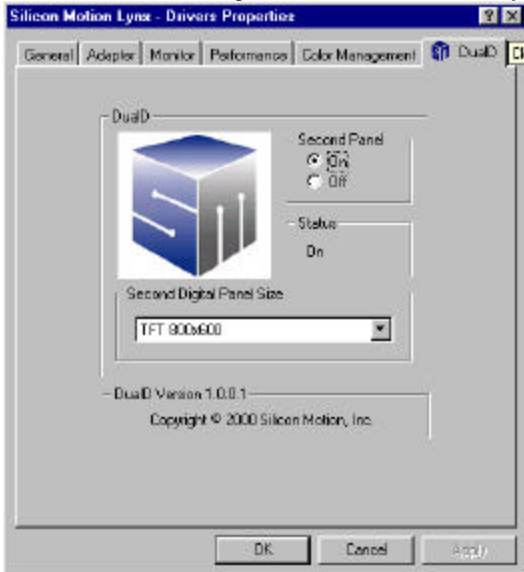 Silicon Motion Lynx - Drivers Properties
General Adapter Monitor Performance Color Management DualD Cl
DualD
Second Panel
On
Off
Status
On
Second Digital Panel Size
TFT 800x600
DualD Version 1.0.0.1
Copyright © 2000 Silicon Motion, Inc.
OK Cancel Apply